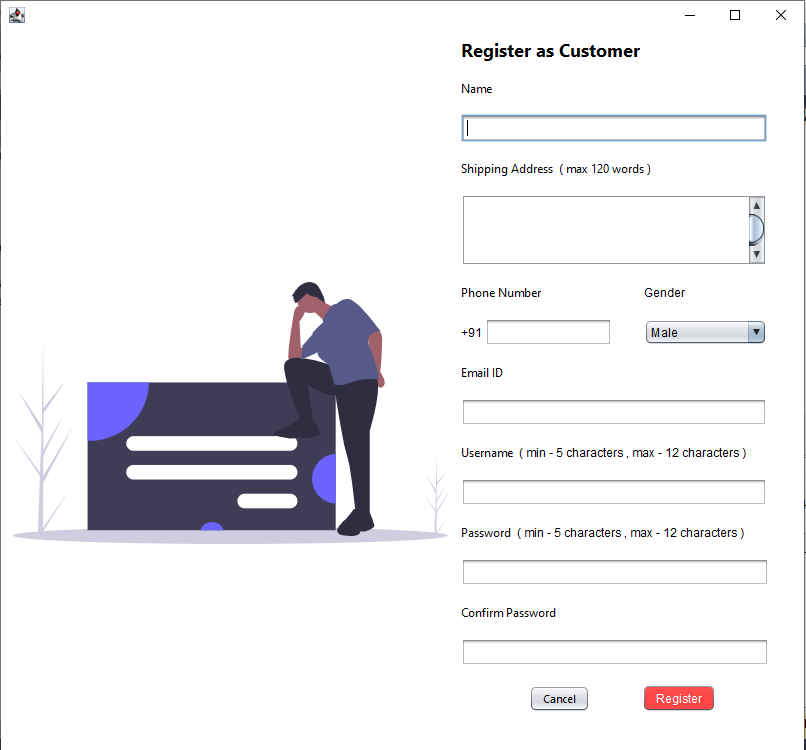 Register as Customer
Name
Shipping Address ( max 120 words )
Phone Number Gender
+91 Male
Email ID
Username ( min - 5 characters , max - 12 characters )
Password ( min - 5 characters , max - 12 characters )
Confirm Password
Cancel Register